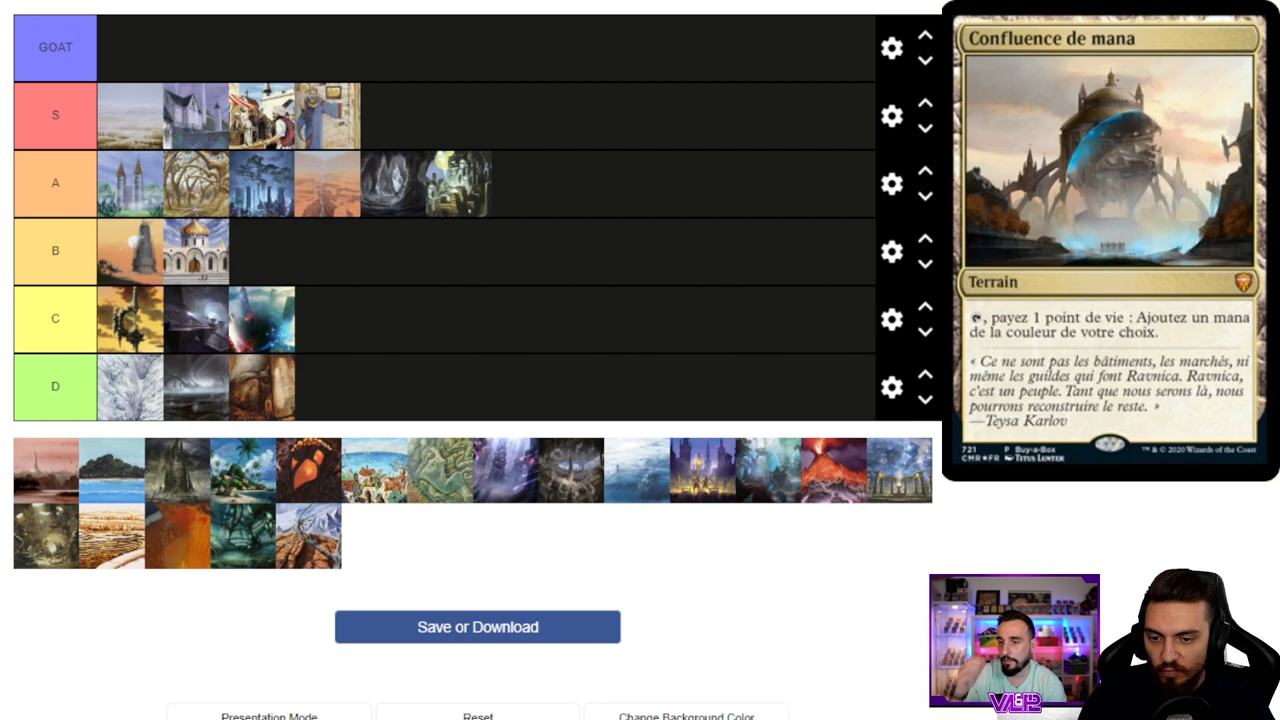 GOAT
S
A
B
C
D
Confluence de mana
Terrain
, payez 1 point de vie : Ajoutez un mana
de la couleur de votre choix.
« Ce ne sont pas les bâtiments, les marchés, ni
même les guildes qui font Ravnica. Ravnica,
c'est un peuple. Tant que nous serons là, nous
pourrons reconstruire le reste. »
—Teysa Karlov
721 P Buy-a-Box
CMR★FR Titus Lunter
™ & © 2020 Wizards of the Coast
Save or Download
Presentation Mode
Reset
Change Background Color